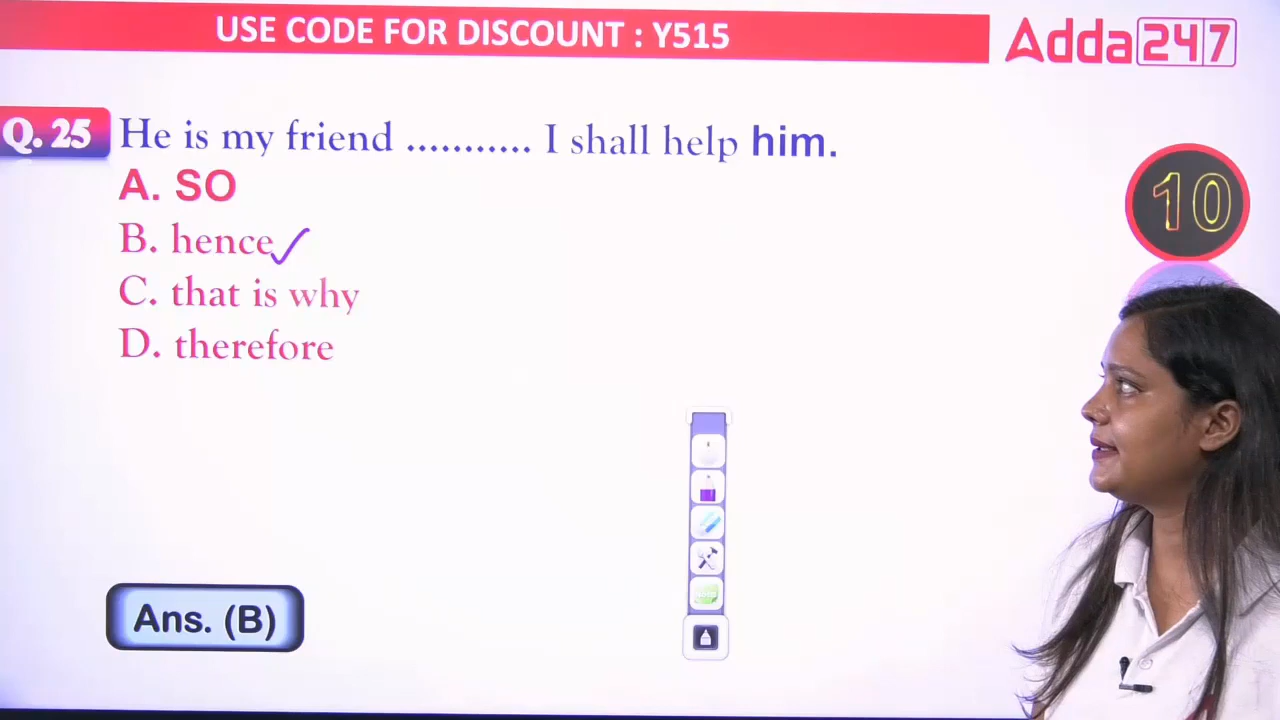 USE CODE FOR DISCOUNT : Y515
Adda247
Q. 25 He is my friend ........... I shall help him.
10
A. SO
B. hence
C. that is why
D. therefore
Ans. (B)